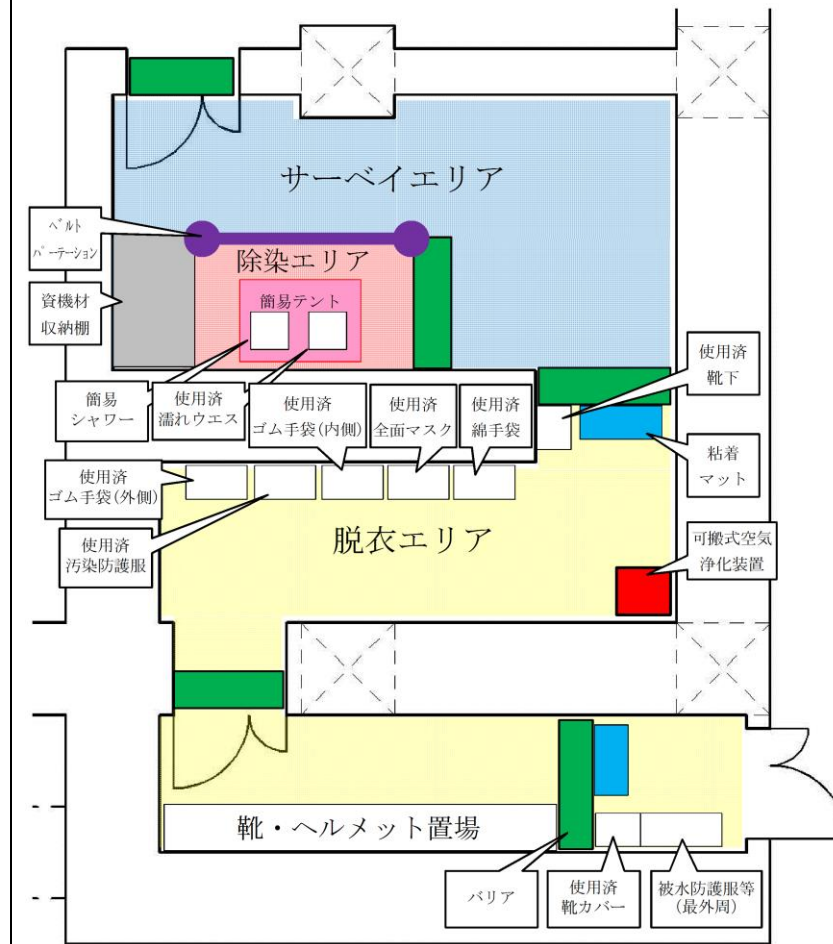 サーベイエリア
ベルト
パーテーション
除染エリア
資機材
収納棚
簡易テント
簡易
シャワー
使用済
濡れウエス
使用済
ゴム手袋(内側)
使用済
全面マスク
使用済
綿手袋
使用済
靴下
粘着
マット
使用済
ゴム手袋(外側)
使用済
汚染防護服
脱衣エリア
可搬式空気
浄化装置
靴・ヘルメット置場
バリア
使用済
靴カバー
被水防護服等
(最外周)